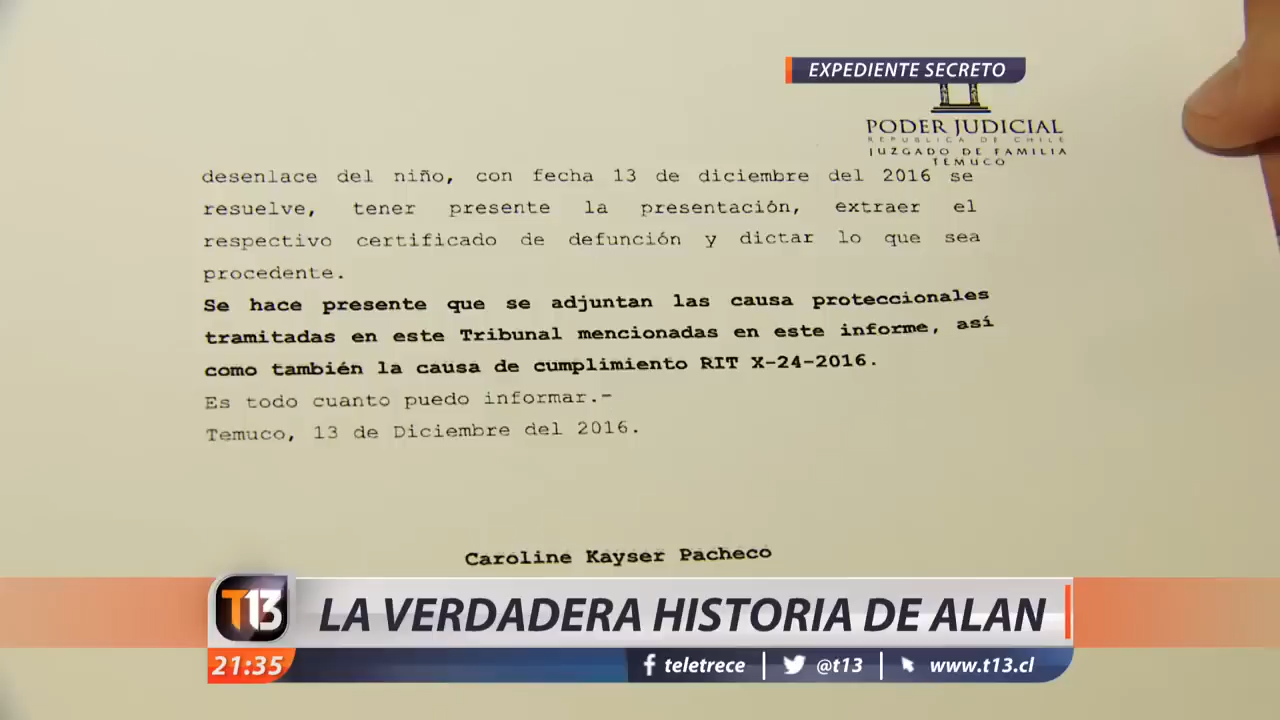 EXPEDIENTE SECRETO
PODER JUDICIAL
REPUBLICA DE CHILE
JUZGADO DE FAMILIA
TEMUCO
desenlace del niño, con fecha 13 de diciembre del 2016 se
resuelve, tener presente la presentación, extraer el
respectivo certificado de defunción y dictar lo que sea
procedente.
Se hace presente que se adjuntan las causa proteccionales
tramitadas en este Tribunal mencionadas en este informe, así
como también la causa de cumplimiento RIT X-24-2016.
Es todo cuanto puedo informar.-
Temuco, 13 de Diciembre del 2016.
Caroline Kayser Pacheco
T13 LA VERDADERA HISTORIA DE ALAN
21:35 teletrece @t13 www.t13.cl